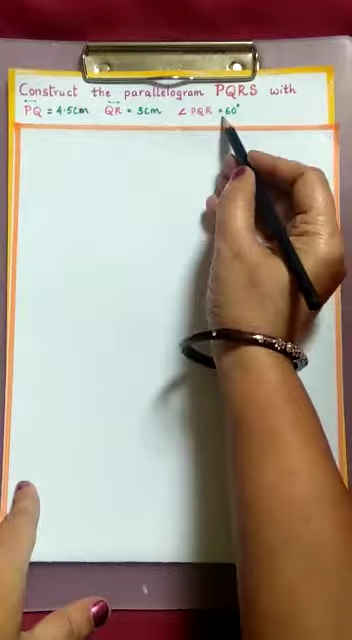 Construct the parallelogram PQRS with
PQ = 4.5cm QR = 3cm ∠PQR = 60°